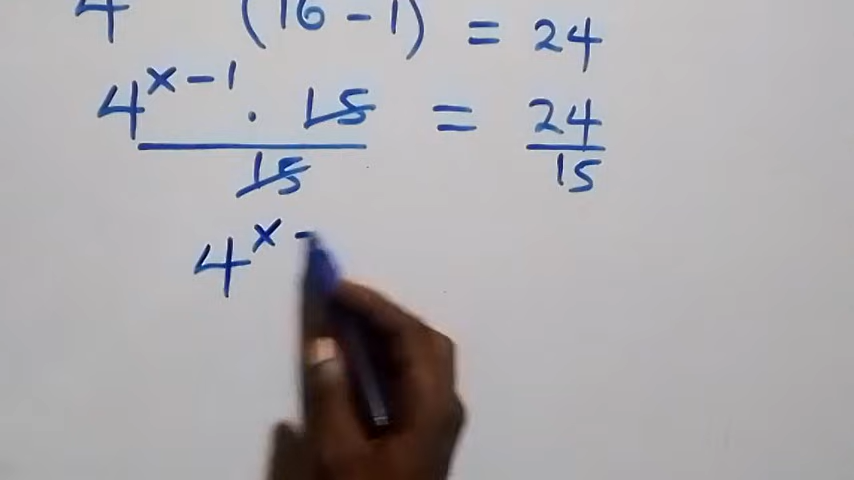 4 (16 - 1) = 24
4^{x-1} · 15 / 15 = 24 / 15
4^{x -